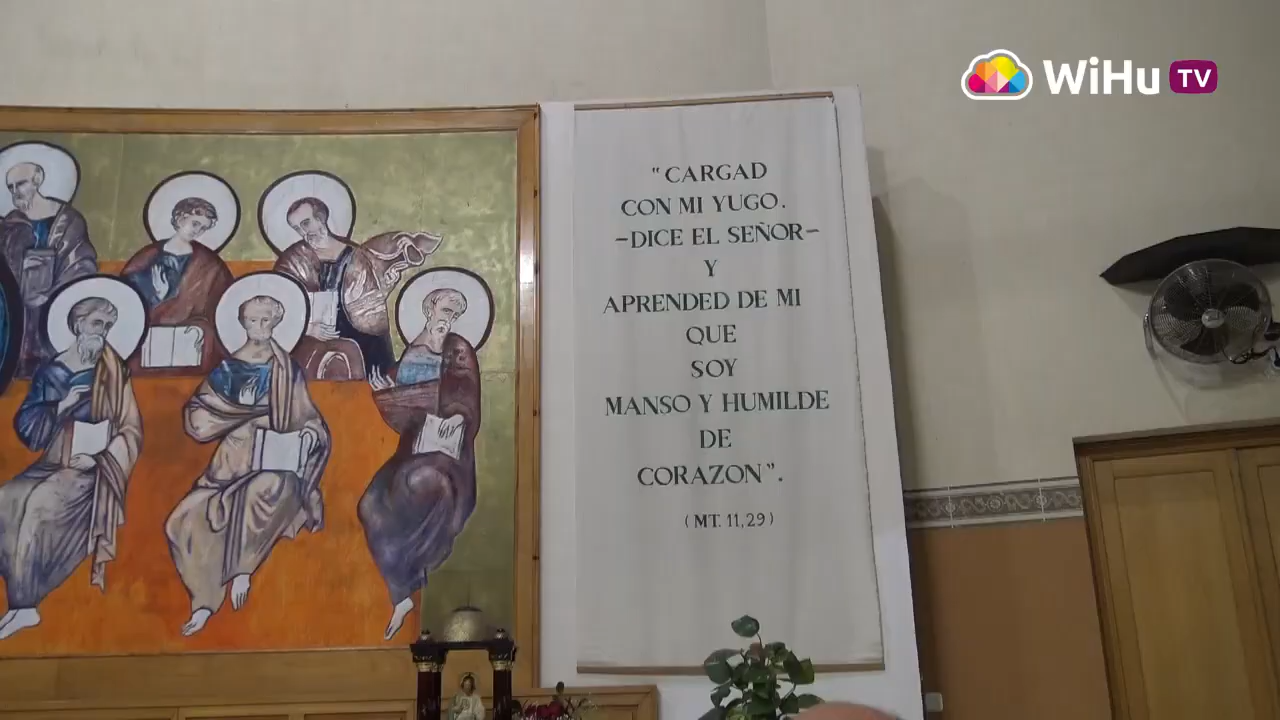 WiHu TV
"CARGAD
CON MI YUGO.
-DICE EL SEÑOR-
Y
APRENDED DE MI
QUE
SOY
MANSO Y HUMILDE
DE
CORAZON".
(MT. 11,29)